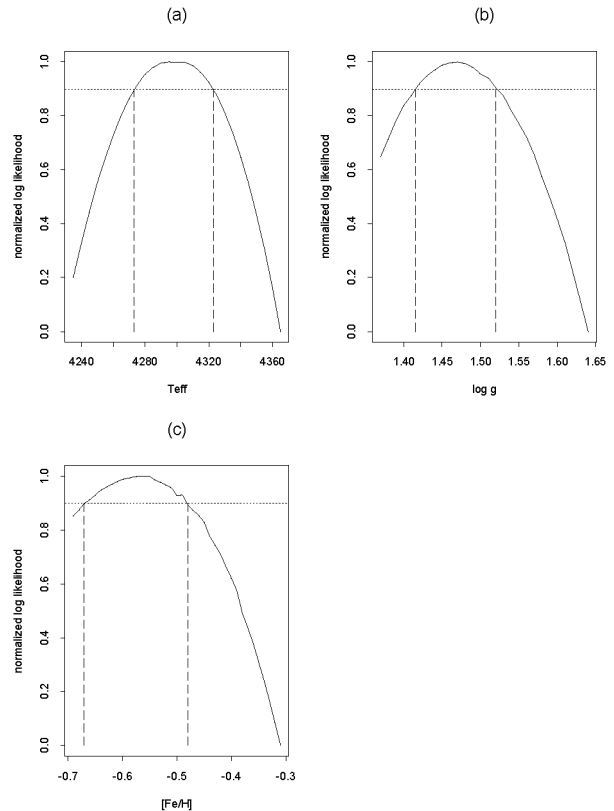 (a)
normalized log likelihood
1.0
0.8
0.6
0.4
0.2
0.0
4240 4280 4320 4360
Teff
(b)
normalized log likelihood
1.0
0.8
0.6
0.4
0.2
0.0
1.40 1.45 1.50 1.55 1.60 1.65
log g
(c)
normalized log likelihood
1.0
0.8
0.6
0.4
0.2
0.0
-0.7 -0.6 -0.5 -0.4 -0.3
[Fe/H]